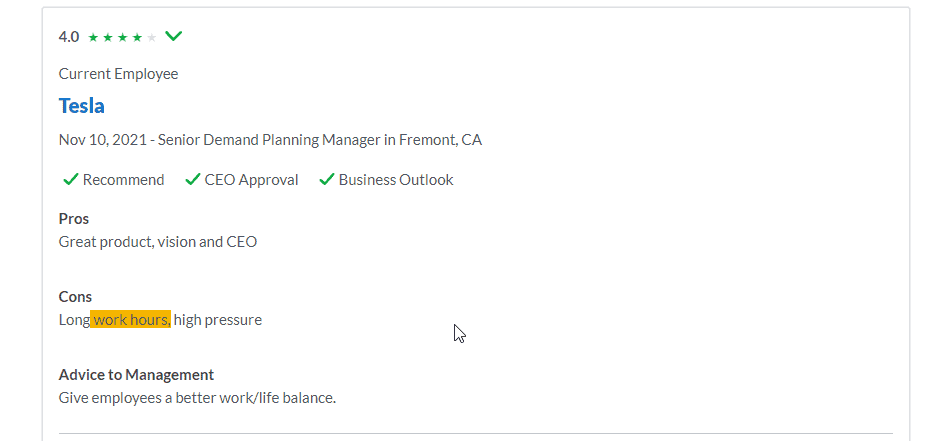 4.0
Current Employee
Tesla
Nov 10, 2021 - Senior Demand Planning Manager in Fremont, CA
Recommend CEO Approval Business Outlook
Pros
Great product, vision and CEO
Cons
Long work hours, high pressure
Advice to Management
Give employees a better work/life balance.